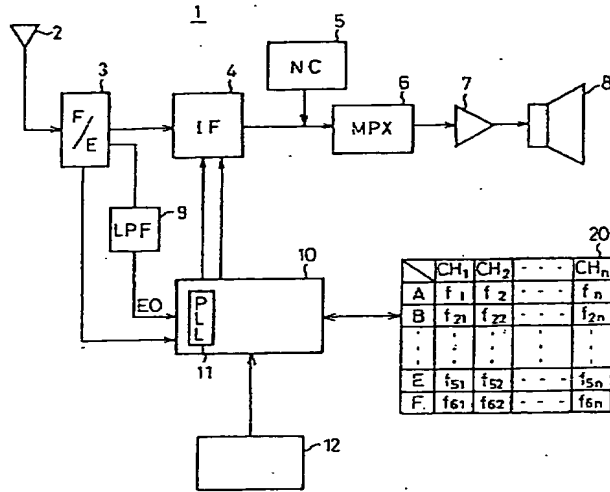 1
2
3
4
5
6
7
8
F/E
IF
NC
MPX
9
LPF
EO
10
PLL
11
12
20
CH1 CH2 - - - CHn
A f1 f2 - - - fn
B f21 f22 - - - f2n
E f51 f52 - - - f5n
F f61 f62 - - - f6n